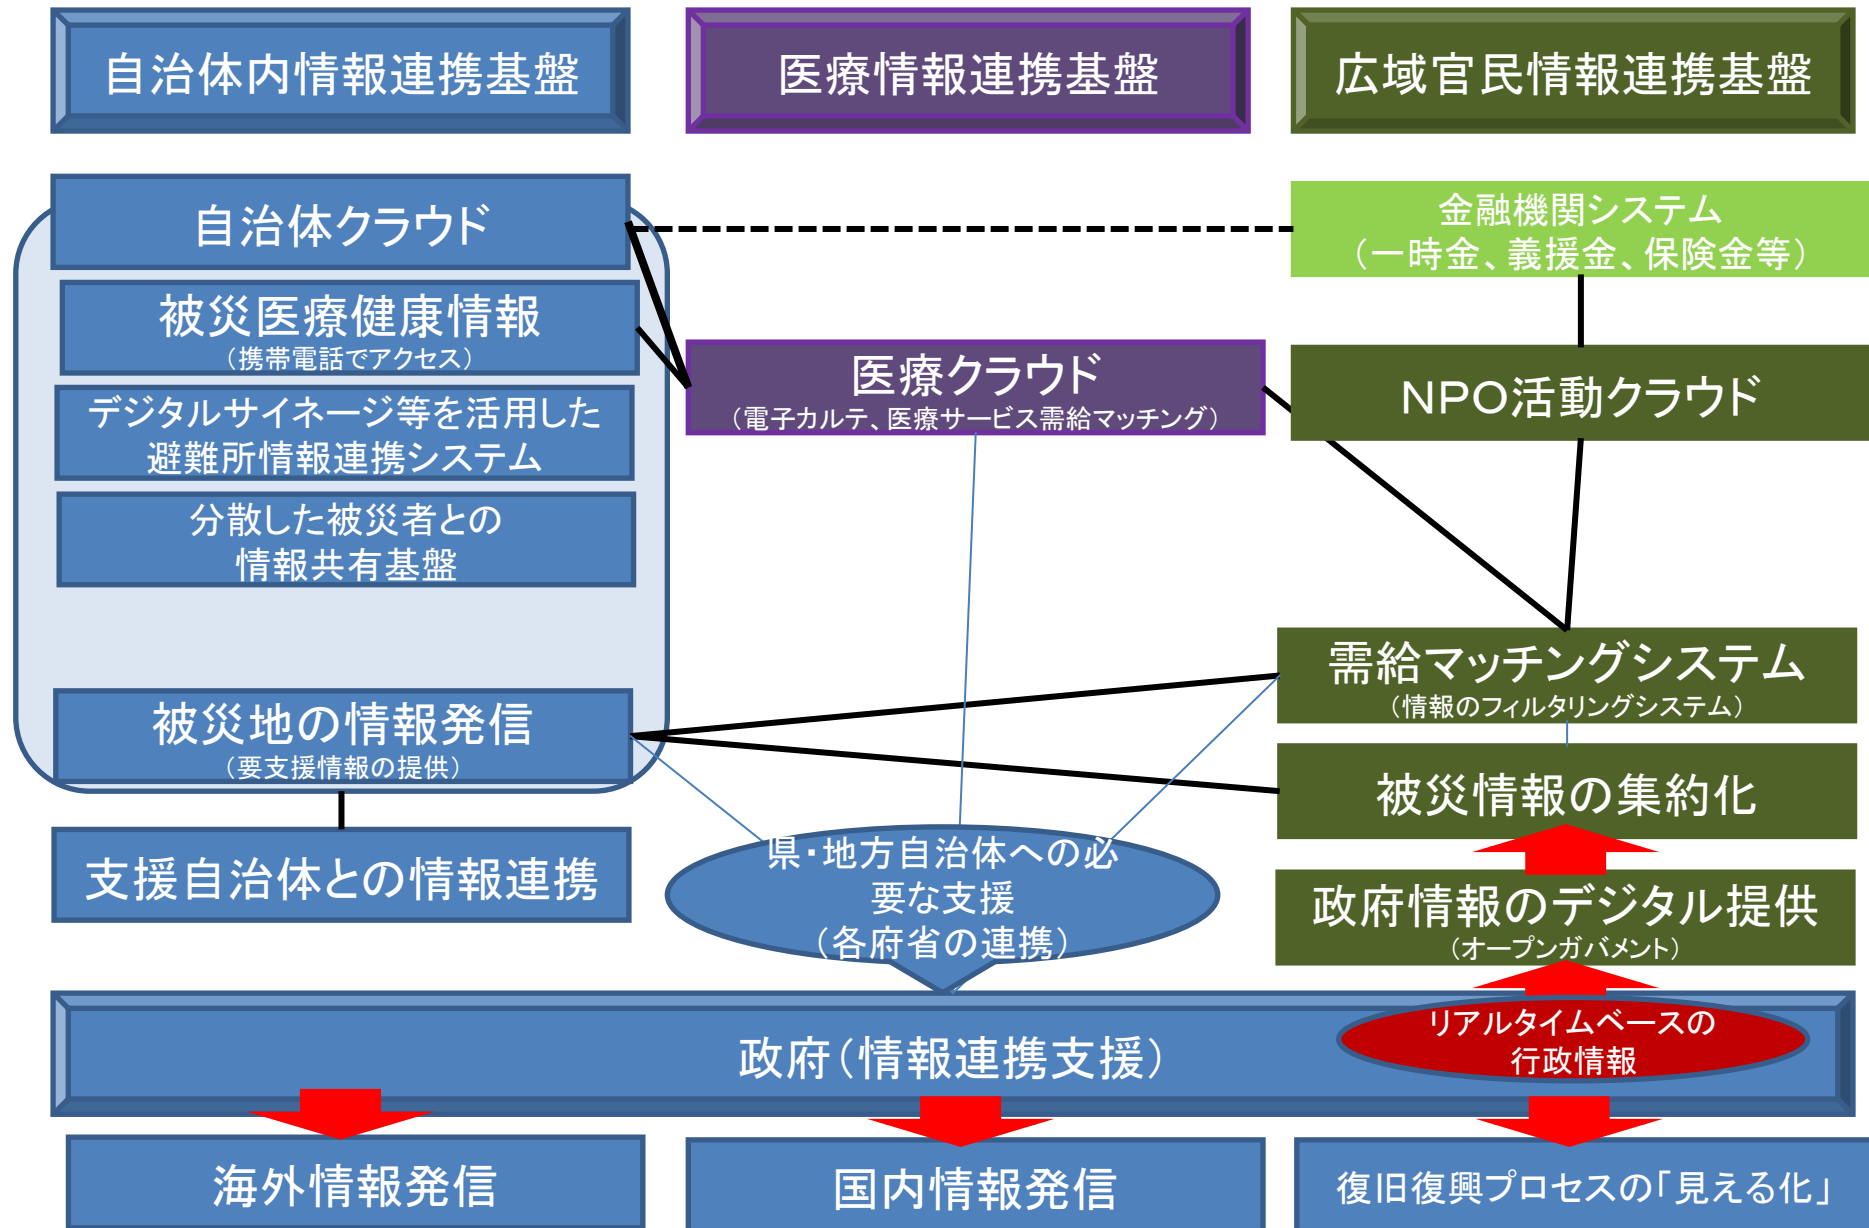 自治体内情報連携基盤
医療情報連携基盤
広域官民情報連携基盤
自治体クラウド
金融機関システム
（一時金、義援金、保険金等）
被災医療健康情報
（携帯電話でアクセス）
医療クラウド
（電子カルテ、医療サービス需給マッチング）
NPO活動クラウド
デジタルサイネージ等を活用した
避難所情報連携システム
分散した被災者との
情報共有基盤
需給マッチングシステム
（情報のフィルタリングシステム）
被災地の情報発信
（要支援情報の提供）
被災情報の集約化
支援自治体との情報連携
県・地方自治体への必
要な支援
（各府省の連携）
政府情報のデジタル提供
（オープンガバメント）
リアルタイムベースの
行政情報
政府（情報連携支援）
海外情報発信
国内情報発信
復旧復興プロセスの「見える化」